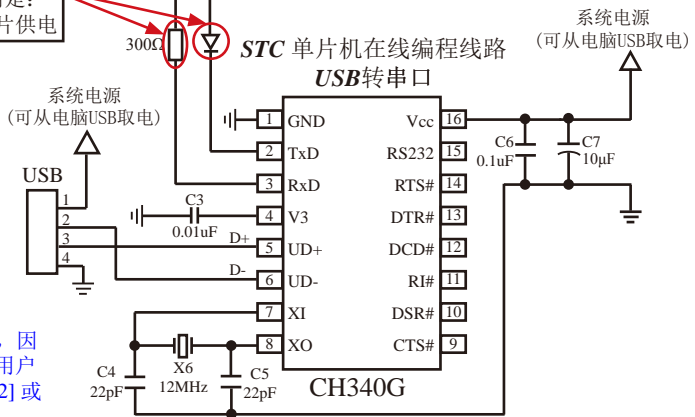 片供电
300Ω
STC 单片机在线编程线路
USB转串口
系统电源
(可从电脑USB取电)
系统电源
(可从电脑USB取电)
USB
1
2
3
4
1 GND
2 TxD
3 RxD
4 V3
5 UD+
6 UD-
7 XI
8 XO
Vcc 16
RS232 15
RTS# 14
DTR# 13
DCD# 12
RI# 11
DSR# 10
CTS# 9
C3
0.01uF
D+
D-
C6
0.1uF
C7
10μF
C4
22pF
X6
12MHz
C5
22pF
CH340G
，因
用户
2] 或